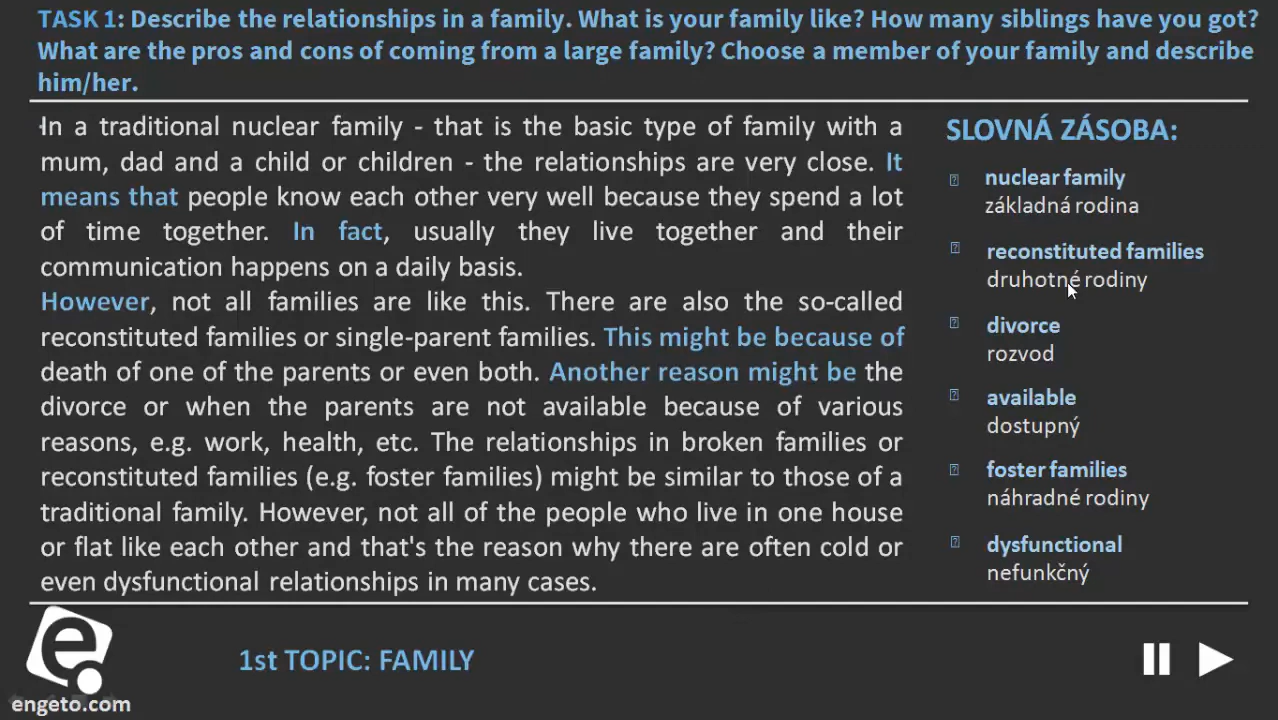 TASK 1: Describe the relationships in a family. What is your family like? How many siblings have you got?
What are the pros and cons of coming from a large family? Choose a member of your family and describe
him/her.
In a traditional nuclear family - that is the basic type of family with a
mum, dad and a child or children - the relationships are very close. It
means that people know each other very well because they spend a lot
of time together. In fact, usually they live together and their
communication happens on a daily basis.
However, not all families are like this. There are also the so-called
reconstituted families or single-parent families. This might be because of
death of one of the parents or even both. Another reason might be the
divorce or when the parents are not available because of various
reasons, e.g. work, health, etc. The relationships in broken families or
reconstituted families (e.g. foster families) might be similar to those of a
traditional family. However, not all of the people who live in one house
or flat like each other and that's the reason why there are often cold or
even dysfunctional relationships in many cases.
SLOVNÁ ZÁSOBA:
nuclear family
základná rodina
reconstituted families
druhotné rodiny
divorce
rozvod
available
dostupný
foster families
náhradné rodiny
dysfunctional
nefunkčný
e
engeto.com
1st TOPIC: FAMILY